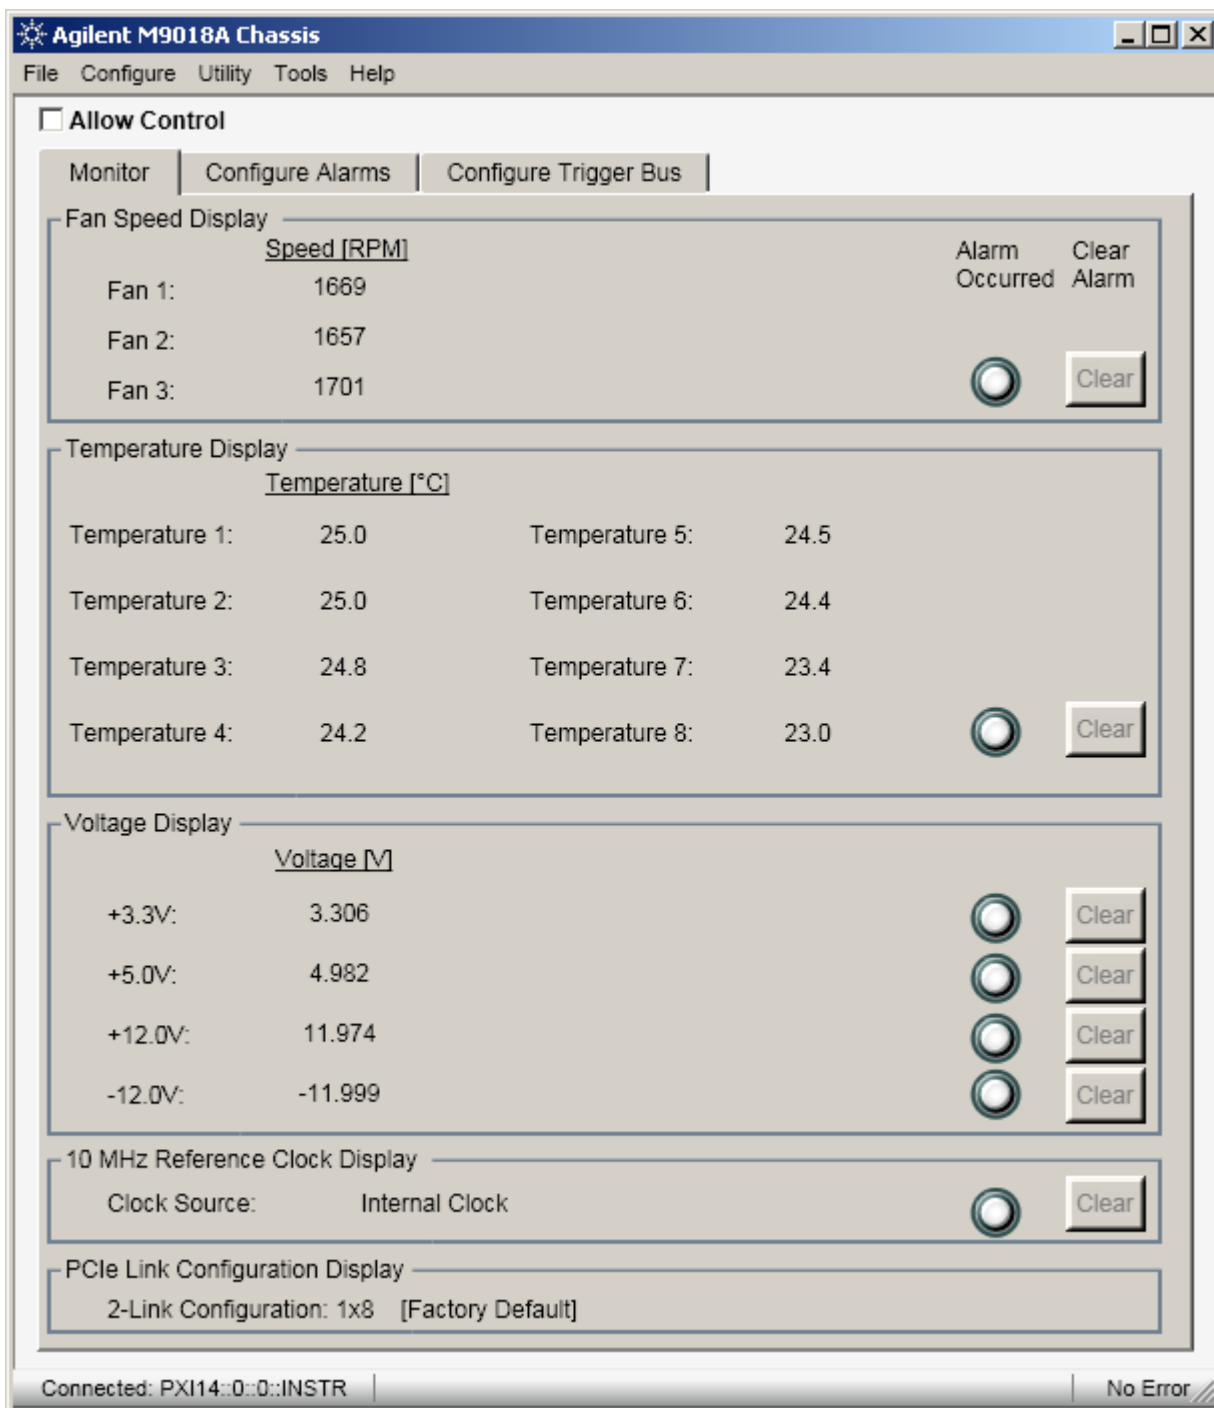 Agilent M9018A Chassis
File Configure Utility Tools Help
Allow Control
Monitor Configure Alarms Configure Trigger Bus
Fan Speed Display
Speed [RPM] Alarm Occurred Clear Alarm
Fan 1: 1669
Fan 2: 1657
Fan 3: 1701 Clear
Temperature Display
Temperature [°C]
Temperature 1: 25.0 Temperature 5: 24.5
Temperature 2: 25.0 Temperature 6: 24.4
Temperature 3: 24.8 Temperature 7: 23.4
Temperature 4: 24.2 Temperature 8: 23.0 Clear
Voltage Display
Voltage [V]
+3.3V: 3.306 Clear
+5.0V: 4.982 Clear
+12.0V: 11.974 Clear
-12.0V: -11.999 Clear
10 MHz Reference Clock Display
Clock Source: Internal Clock Clear
PCIe Link Configuration Display
2-Link Configuration: 1x8 [Factory Default]
Connected: PXI14::0::0::INSTR No Error